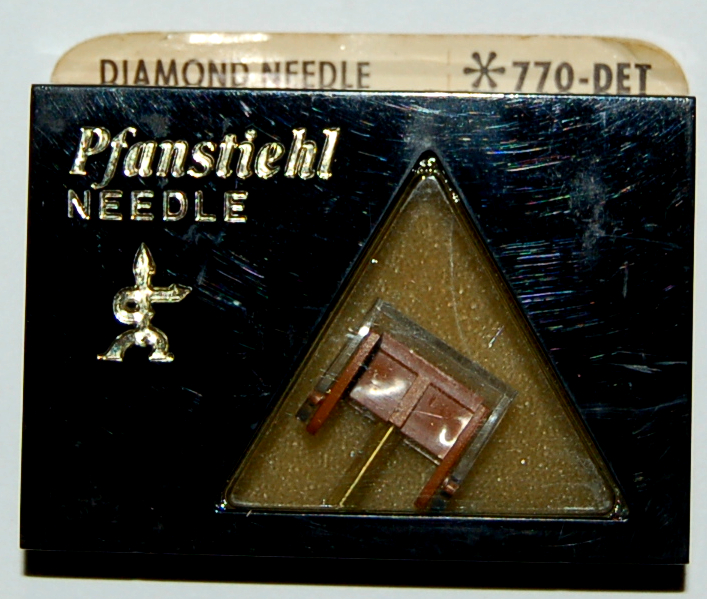 DIAMOND NEEDLE *770-DET
Pfanstiehl
NEEDLE